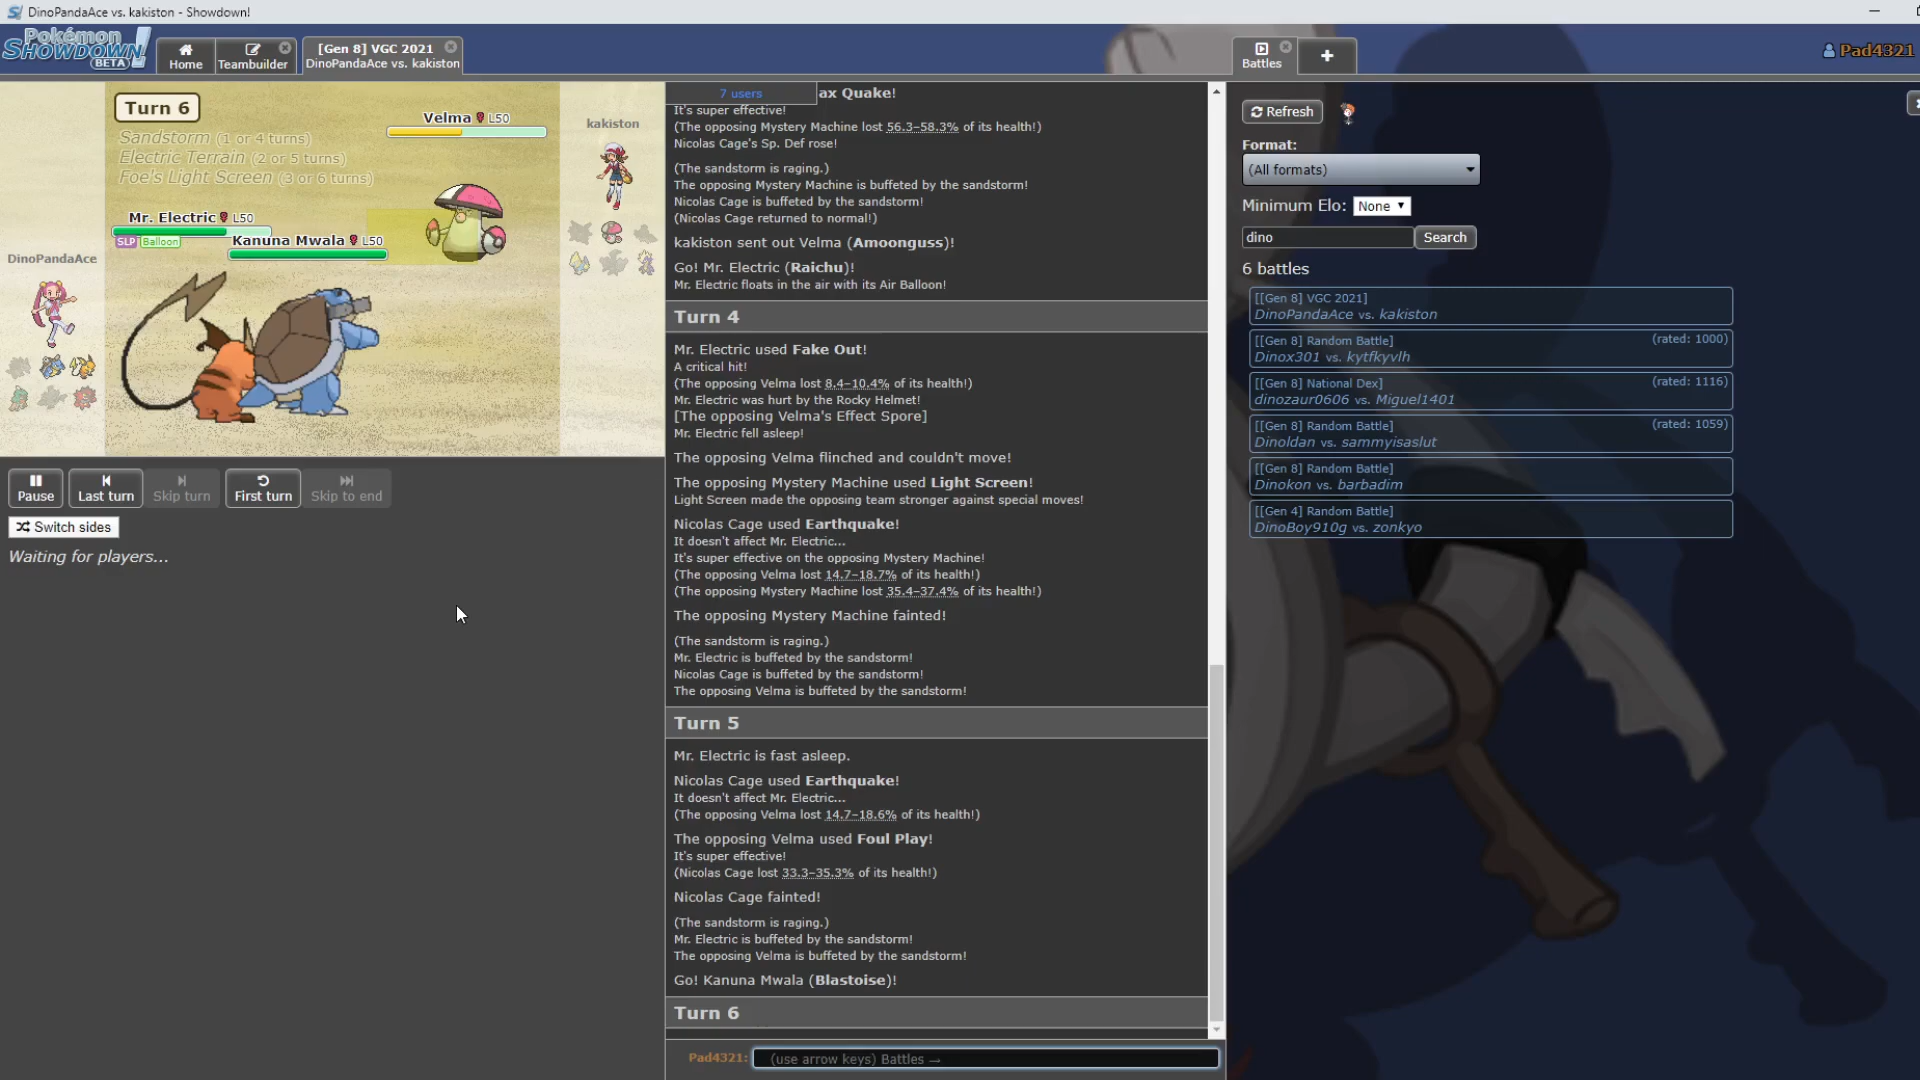 DinoPandaAce vs. kakiston - Showdown!
Pokémon
SHOWDOWN!
BETA
Home
Teambuilder
[Gen 8] VGC 2021
DinoPandaAce vs. kakiston
Battles
+
Pad4321
Turn 6
Sandstorm (1 or 4 turns)
Electric Terrain (2 or 5 turns)
Foe's Light Screen (3 or 6 turns)
Velma L50
kakiston
Mr. Electric L50
SLP Balloon
Kanuna Mwala L50
DinoPandaAce
Pause
Last turn
Skip turn
First turn
Skip to end
Switch sides
Waiting for players...
7 users
ax Quake!
It's super effective!
(The opposing Mystery Machine lost 56.3–58.3% of its health!)
Nicolas Cage's Sp. Def rose!
(The sandstorm is raging.)
The opposing Mystery Machine is buffeted by the sandstorm!
Nicolas Cage is buffeted by the sandstorm!
(Nicolas Cage returned to normal!)
kakiston sent out Velma (Amoonguss)!
Go! Mr. Electric (Raichu)!
Mr. Electric floats in the air with its Air Balloon!
Turn 4
Mr. Electric used Fake Out!
A critical hit!
(The opposing Velma lost 8.4–10.4% of its health!)
Mr. Electric was hurt by the Rocky Helmet!
[The opposing Velma's Effect Spore]
Mr. Electric fell asleep!
The opposing Velma flinched and couldn't move!
The opposing Mystery Machine used Light Screen!
Light Screen made the opposing team stronger against special moves!
Nicolas Cage used Earthquake!
It doesn't affect Mr. Electric...
It's super effective on the opposing Mystery Machine!
(The opposing Velma lost 14.7–18.7% of its health!)
(The opposing Mystery Machine lost 35.4–37.4% of its health!)
The opposing Mystery Machine fainted!
(The sandstorm is raging.)
Mr. Electric is buffeted by the sandstorm!
Nicolas Cage is buffeted by the sandstorm!
The opposing Velma is buffeted by the sandstorm!
Turn 5
Mr. Electric is fast asleep.
Nicolas Cage used Earthquake!
It doesn't affect Mr. Electric...
(The opposing Velma lost 14.7–18.6% of its health!)
The opposing Velma used Foul Play!
It's super effective!
(Nicolas Cage lost 33.3–35.3% of its health!)
Nicolas Cage fainted!
(The sandstorm is raging.)
Mr. Electric is buffeted by the sandstorm!
The opposing Velma is buffeted by the sandstorm!
Go! Kanuna Mwala (Blastoise)!
Turn 6
Pad4321: (use arrow keys) Battles →
Refresh
Format:
(All formats)
Minimum Elo: None
dino Search
6 battles
[[Gen 8] VGC 2021]
DinoPandaAce vs. kakiston
[[Gen 8] Random Battle] (rated: 1000)
Dinox301 vs. kytfkyvlh
[[Gen 8] National Dex] (rated: 1116)
dinozaur0606 vs. Miguel1401
[[Gen 8] Random Battle] (rated: 1059)
Dinoldan vs. sammyisaslut
[[Gen 8] Random Battle]
Dinokon vs. barbadim
[[Gen 4] Random Battle]
DinoBoy910g vs. zonkyo